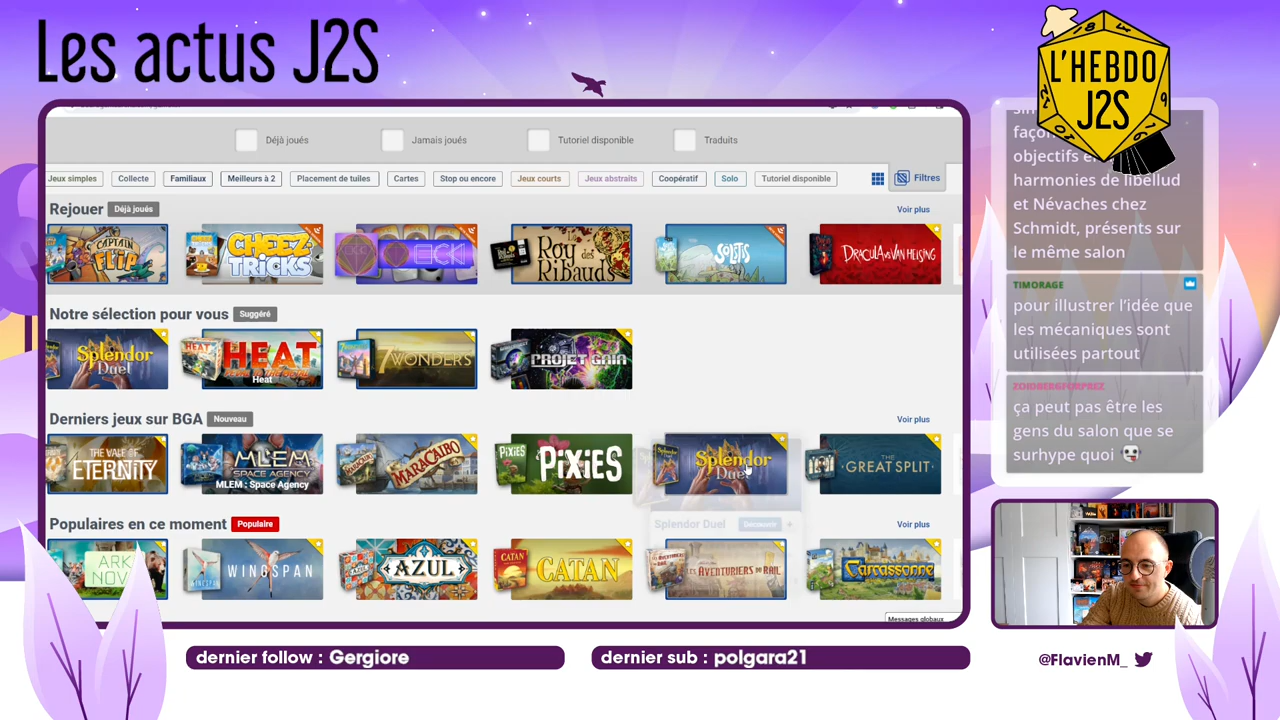 Les actus J2S
L'HEBDO
J2S
Déjà joués
Jamais joués
Tutoriel disponible
Traduits
Jeux simples
Collecte
Familiaux
Meilleurs à 2
Placement de tuiles
Cartes
Stop ou encore
Jeux courts
Jeux abstraits
Coopératif
Solo
Tutoriel disponible
Filtres
Rejouer
Déjà joués
Voir plus
CAPTAIN
FLIP
CHEEZ
TRICKS
Roy
des
Ribauds
SOLSTIS
DRACULA VS VAN HELSING
Notre sélection pour vous
Suggéré
Splendor
Duel
HEAT
Heat
7 WONDERS
PROJET GAIA
Derniers jeux sur BGA
Nouveau
Voir plus
THE VALE OF
ETERNITY
MLEM
SPACE AGENCY
MLEM : Space Agency
MARACAIBO
PiXiES
Splendor
Duel
THE
GREAT SPLIT
Populaires en ce moment
Populaire
Voir plus
Splendor Duel
Découvrir
+
ARK
NOVA
WINGSPAN
AZUL
CATAN
LES AVENTURIERS DU RAIL
Carcassonne
Messages globaux
objectifs
harmonies de libellud
et Névaches chez
Schmidt, présents sur
le même salon
TIMORAGE
pour illustrer l'idée que
les mécaniques sont
utilisées partout
ZOIDBERGFORPREZ
ça peut pas être les
gens du salon que se
surhype quoi
dernier follow : Gergiore
dernier sub : polgara21
@FlavienM_